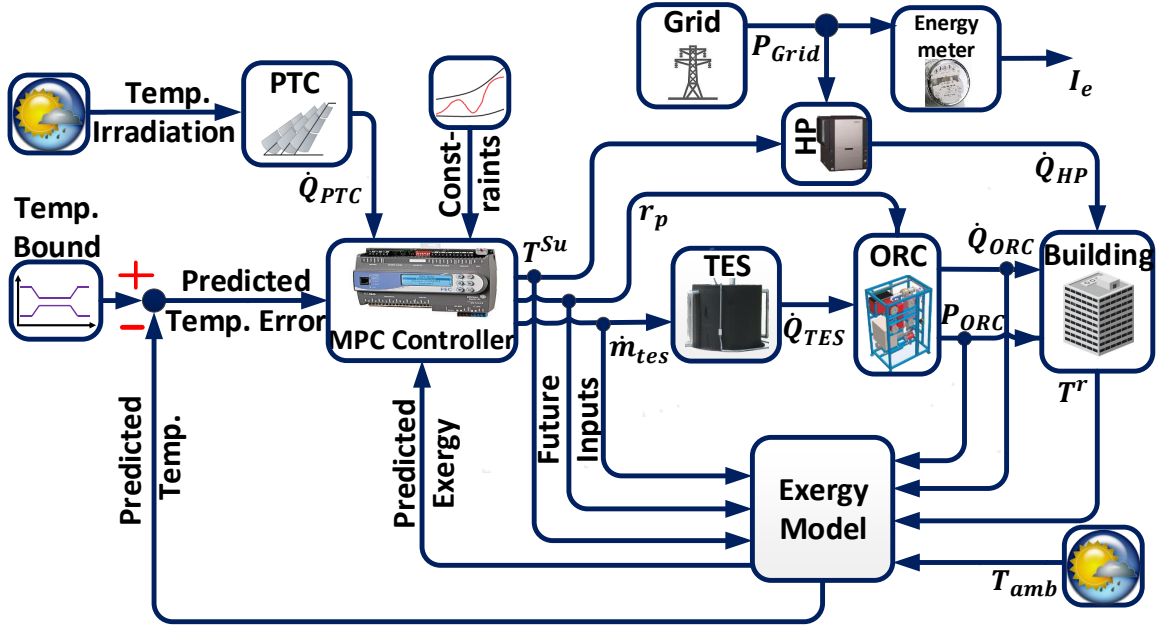 Grid
P_Grid
Energy
meter
I_e
Temp.
Irradiation
PTC
Q̇_PTC
Const-
raints
HP
Q̇_HP
Temp.
Bound
+
−
Predicted
Temp. Error
MPC Controller
T^Su
r_p
ṁ_tes
TES
Q̇_TES
ORC
Q̇_ORC
P_ORC
Building
T^r
Predicted
Temp.
Predicted
Exergy
Future
Inputs
Exergy
Model
T_amb